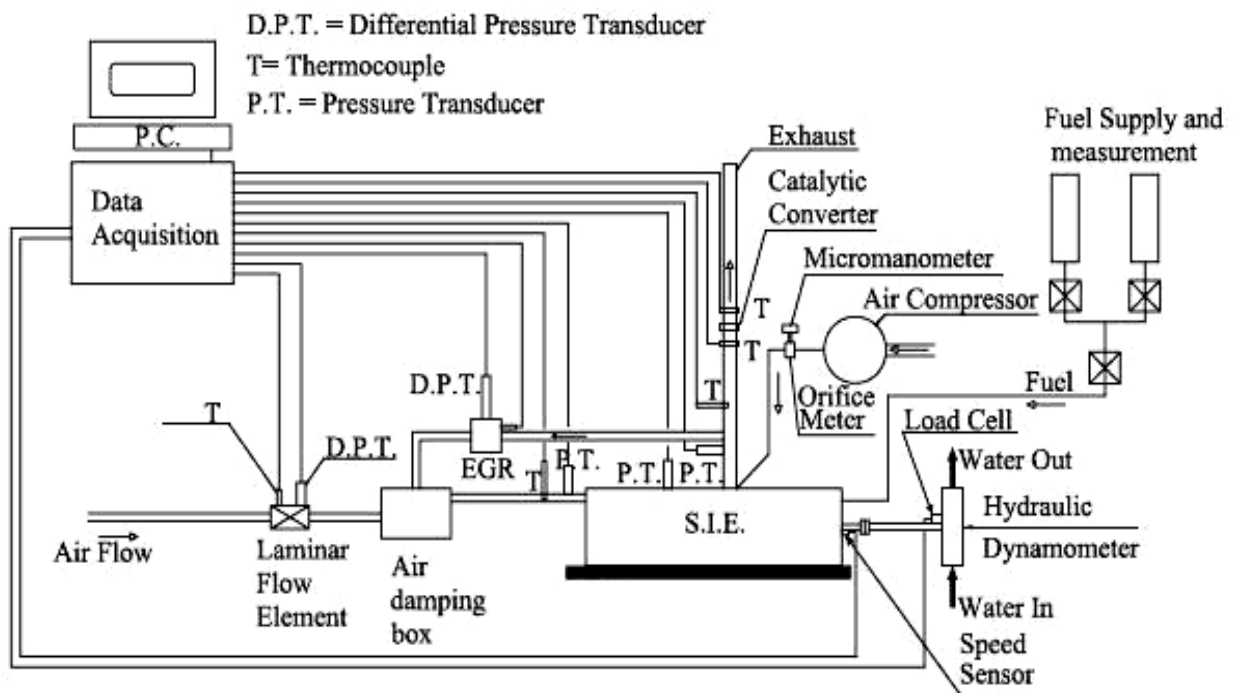 D.P.T. = Differential Pressure Transducer
T= Thermocouple
P.T. = Pressure Transducer
P.C.
Data
Acquisition
Exhaust
Catalytic
Converter
Micromanometer
Air Compressor
Fuel Supply and
measurement
T
T
T
D.P.T.
Orifice
Meter
Fuel
Load Cell
Water Out
Hydraulic
Dynamometer
Water In
Speed
Sensor
T
D.P.T.
EGR
T
P.T.
P.T.
P.T.
S.I.E.
Air Flow
Laminar
Flow
Element
Air
damping
box